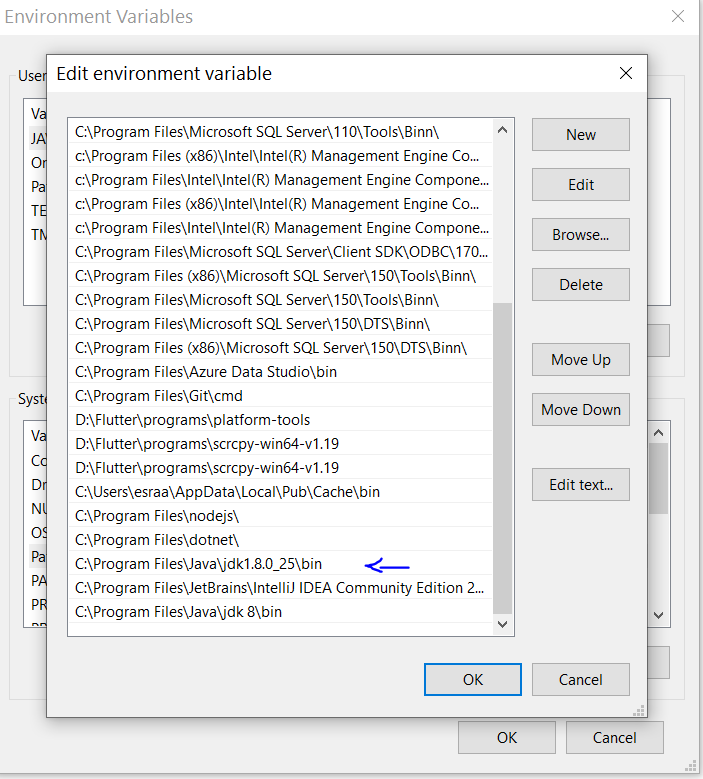 Environment Variables
Edit environment variable
User
Va
JA
Or
Pa
TE
TM
C:\Program Files\Microsoft SQL Server\110\Tools\Binn\
c:\Program Files (x86)\Intel\Intel(R) Management Engine Co...
c:\Program Files\Intel\Intel(R) Management Engine Compone...
c:\Program Files (x86)\Intel\Intel(R) Management Engine Co...
c:\Program Files\Intel\Intel(R) Management Engine Compone...
C:\Program Files\Microsoft SQL Server\Client SDK\ODBC\170...
C:\Program Files (x86)\Microsoft SQL Server\150\Tools\Binn\
C:\Program Files\Microsoft SQL Server\150\Tools\Binn\
C:\Program Files\Microsoft SQL Server\150\DTS\Binn\
C:\Program Files (x86)\Microsoft SQL Server\150\DTS\Binn\
C:\Program Files\Azure Data Studio\bin
C:\Program Files\Git\cmd
D:\Flutter\programs\platform-tools
D:\Flutter\programs\scrcpy-win64-v1.19
D:\Flutter\programs\scrcpy-win64-v1.19
C:\Users\esraa\AppData\Local\Pub\Cache\bin
C:\Program Files\nodejs\
C:\Program Files\dotnet\
C:\Program Files\Java\jdk1.8.0_25\bin
C:\Program Files\JetBrains\IntelliJ IDEA Community Edition 2...
C:\Program Files\Java\jdk 8\bin
New
Edit
Browse...
Delete
Move Up
Move Down
Edit text...
Syste
Va
Co
Dr
NU
OS
Pa
PA
PR
OK
Cancel
OK
Cancel